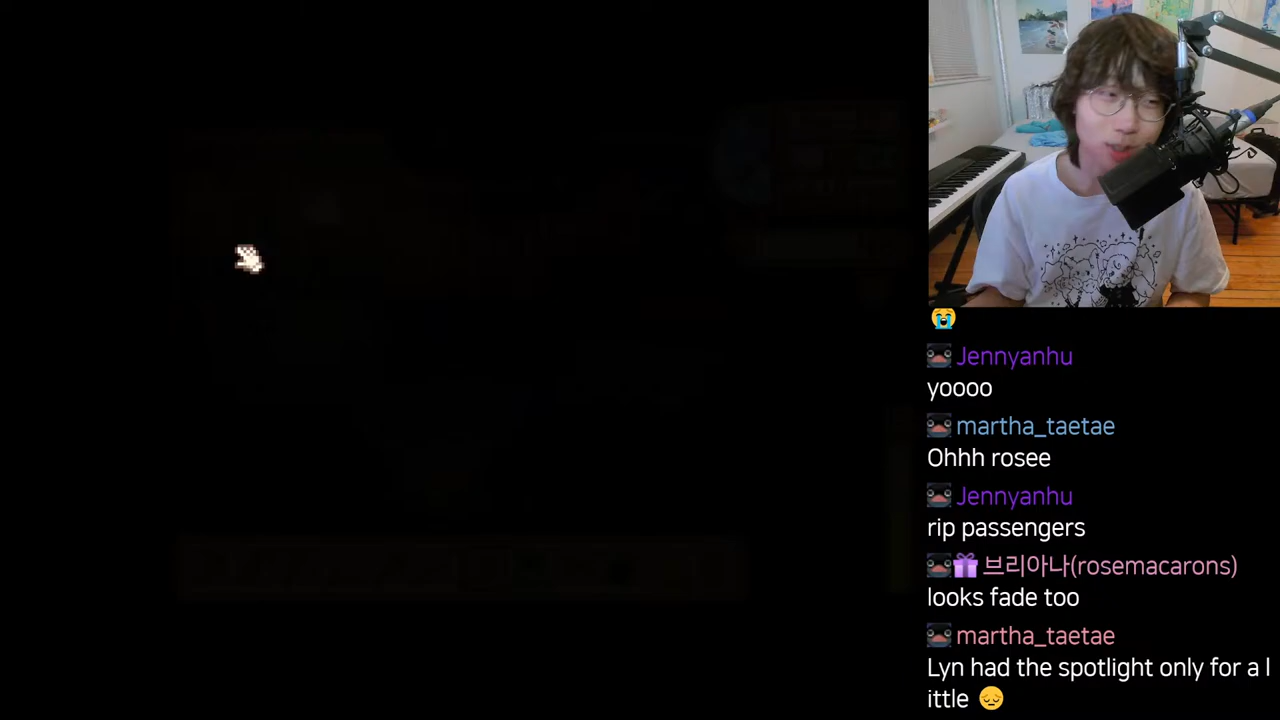 😭
Jennyanhu
yoooo
martha_taetae
Ohhh rosee
Jennyanhu
rip passengers
브리아나(rosemacarons)
looks fade too
martha_taetae
Lyn had the spotlight only for a l
ittle 😔